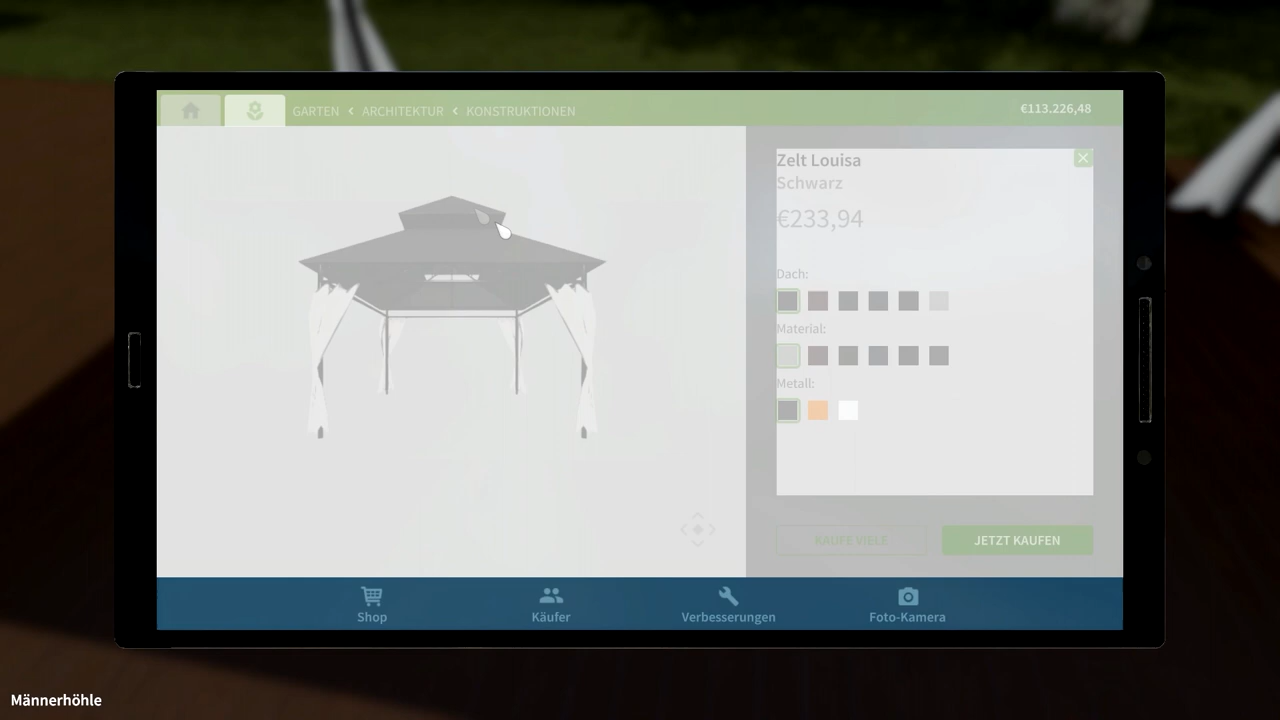 GARTEN < ARCHITEKTUR < KONSTRUKTIONEN
€113.226,48
Zelt Louisa
Schwarz
€233,94
Dach:
Material:
Metall:
KAUFE VIELE
JETZT KAUFEN
Shop
Käufer
Verbesserungen
Foto-Kamera
Männerhöhle